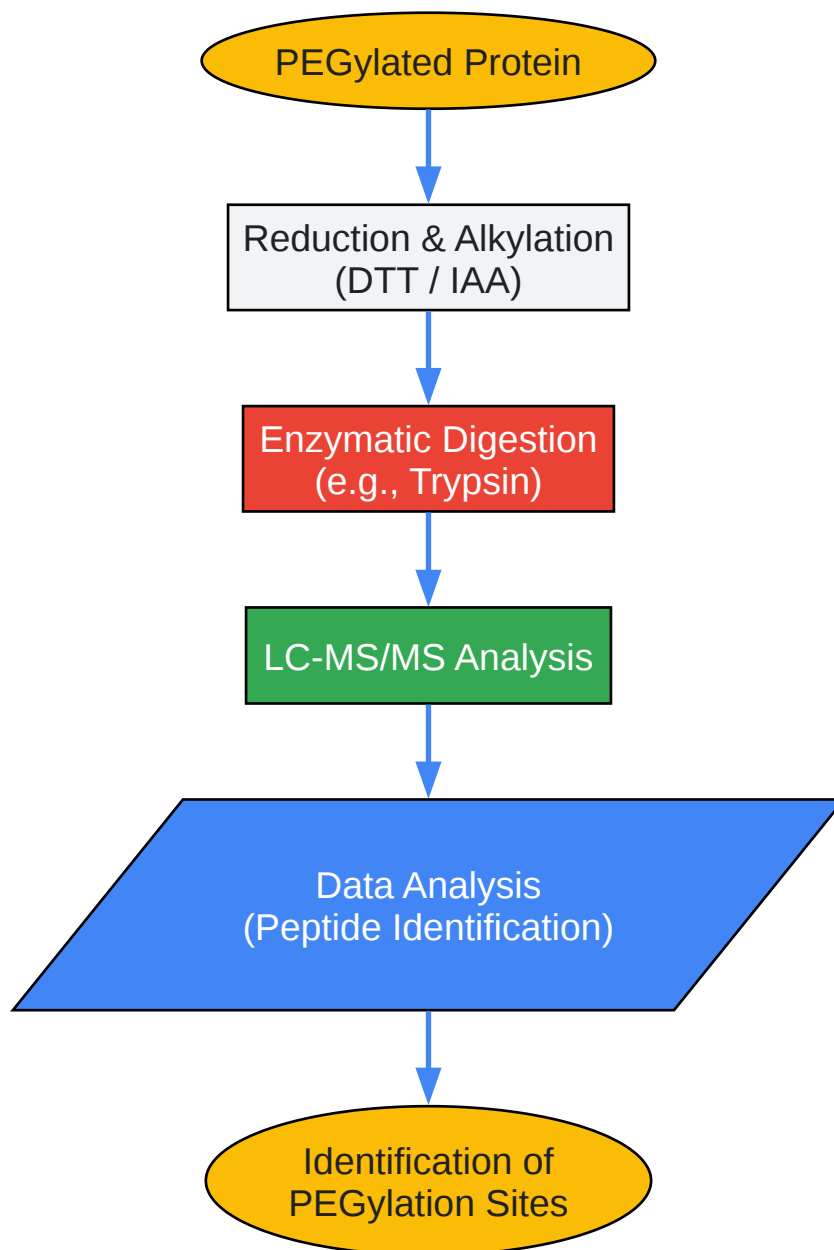 PEGylated Protein
Reduction & Alkylation
(DTT / IAA)
Enzymatic Digestion
(e.g., Trypsin)
LC-MS/MS Analysis
Data Analysis
(Peptide Identification)
Identification of
PEGylation Sites